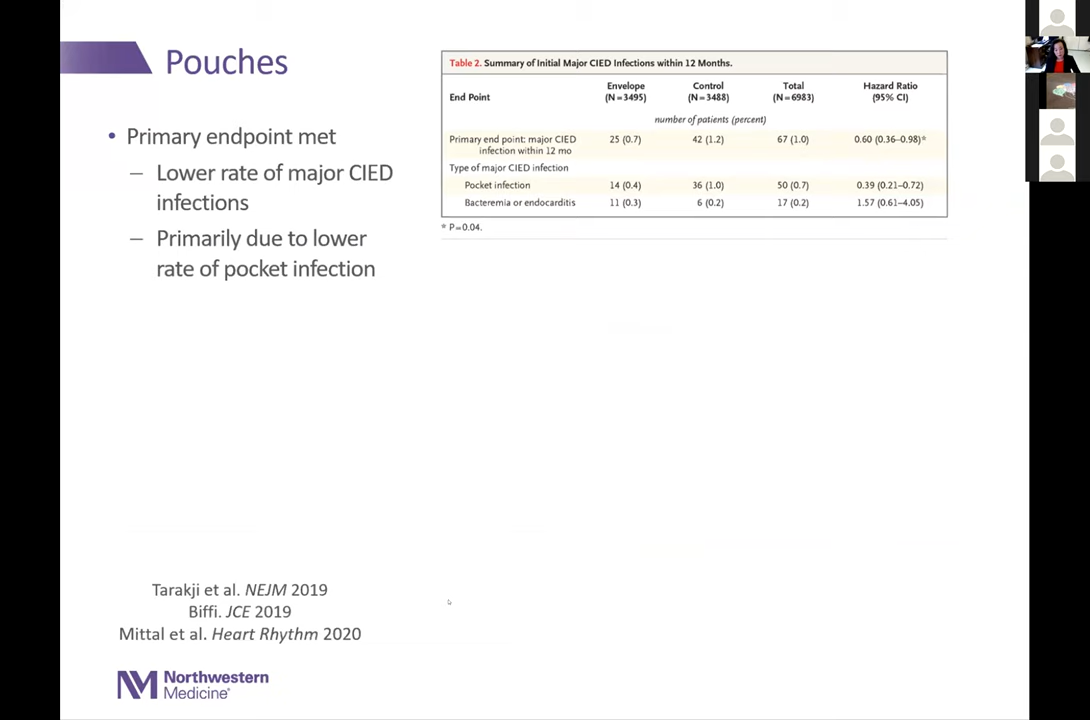 Pouches
• Primary endpoint met
– Lower rate of major CIED
infections
– Primarily due to lower
rate of pocket infection
Table 2. Summary of Initial Major CIED Infections within 12 Months.
End Point Envelope (N=3495) Control (N=3488) Total (N=6983) Hazard Ratio (95% CI)
number of patients (percent)
Primary end point: major CIED infection within 12 mo 25 (0.7) 42 (1.2) 67 (1.0) 0.60 (0.36–0.98)*
Type of major CIED infection
Pocket infection 14 (0.4) 36 (1.0) 50 (0.7) 0.39 (0.21–0.72)
Bacteremia or endocarditis 11 (0.3) 6 (0.2) 17 (0.2) 1.57 (0.61–4.05)
* P=0.04.
Tarakji et al. NEJM 2019
Biffi. JCE 2019
Mittal et al. Heart Rhythm 2020
NM Northwestern
Medicine®